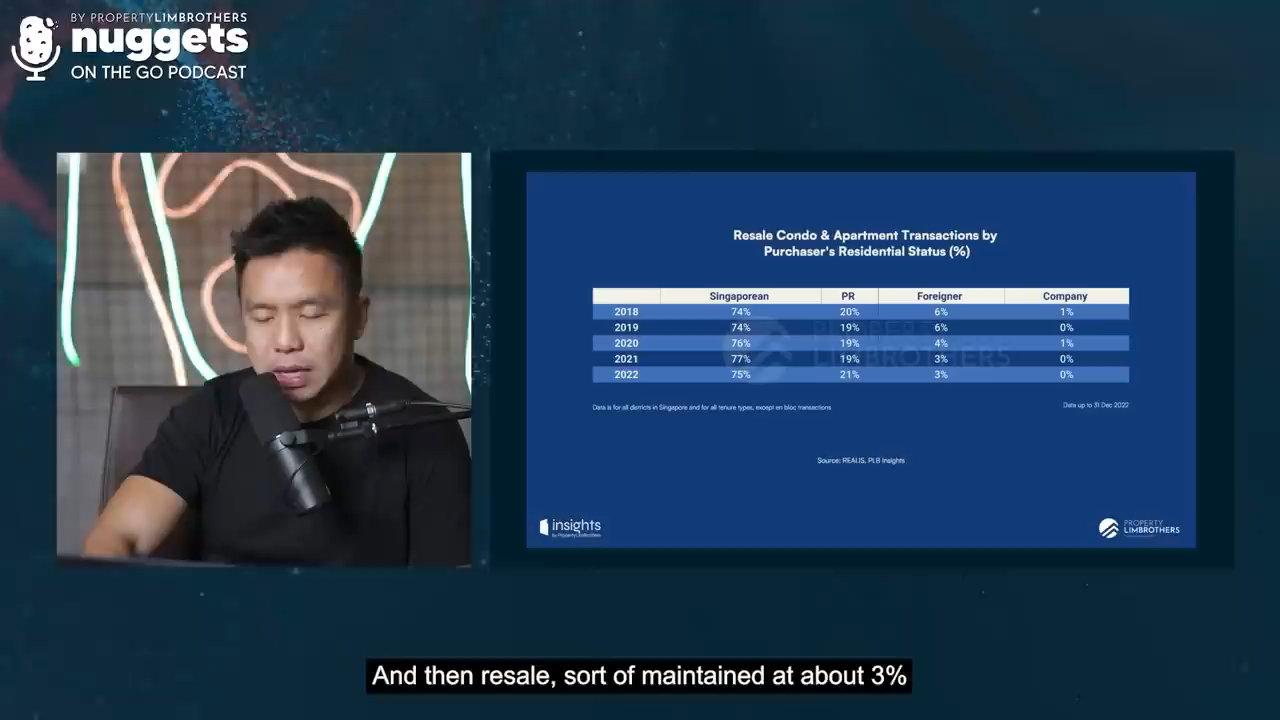 BY PROPERTYLIMBROTHERS
nuggets
ON THE GO PODCAST
Resale Condo & Apartment Transactions by
Purchaser's Residential Status (%)
Singaporean PR Foreigner Company
2018 74% 20% 6% 1%
2019 74% 19% 6% 0%
2020 76% 19% 4% 1%
2021 77% 19% 3% 0%
2022 75% 21% 3% 0%
PROPERTY
LIMBROTHERS
Data is for all districts in Singapore and for all tenure types, except en bloc transactions
Data up to 31 Dec 2022
Source: REALIS, PLB Insights
insights
by PropertyLimBrothers
PROPERTY
LIMBROTHERS
And then resale, sort of maintained at about 3%